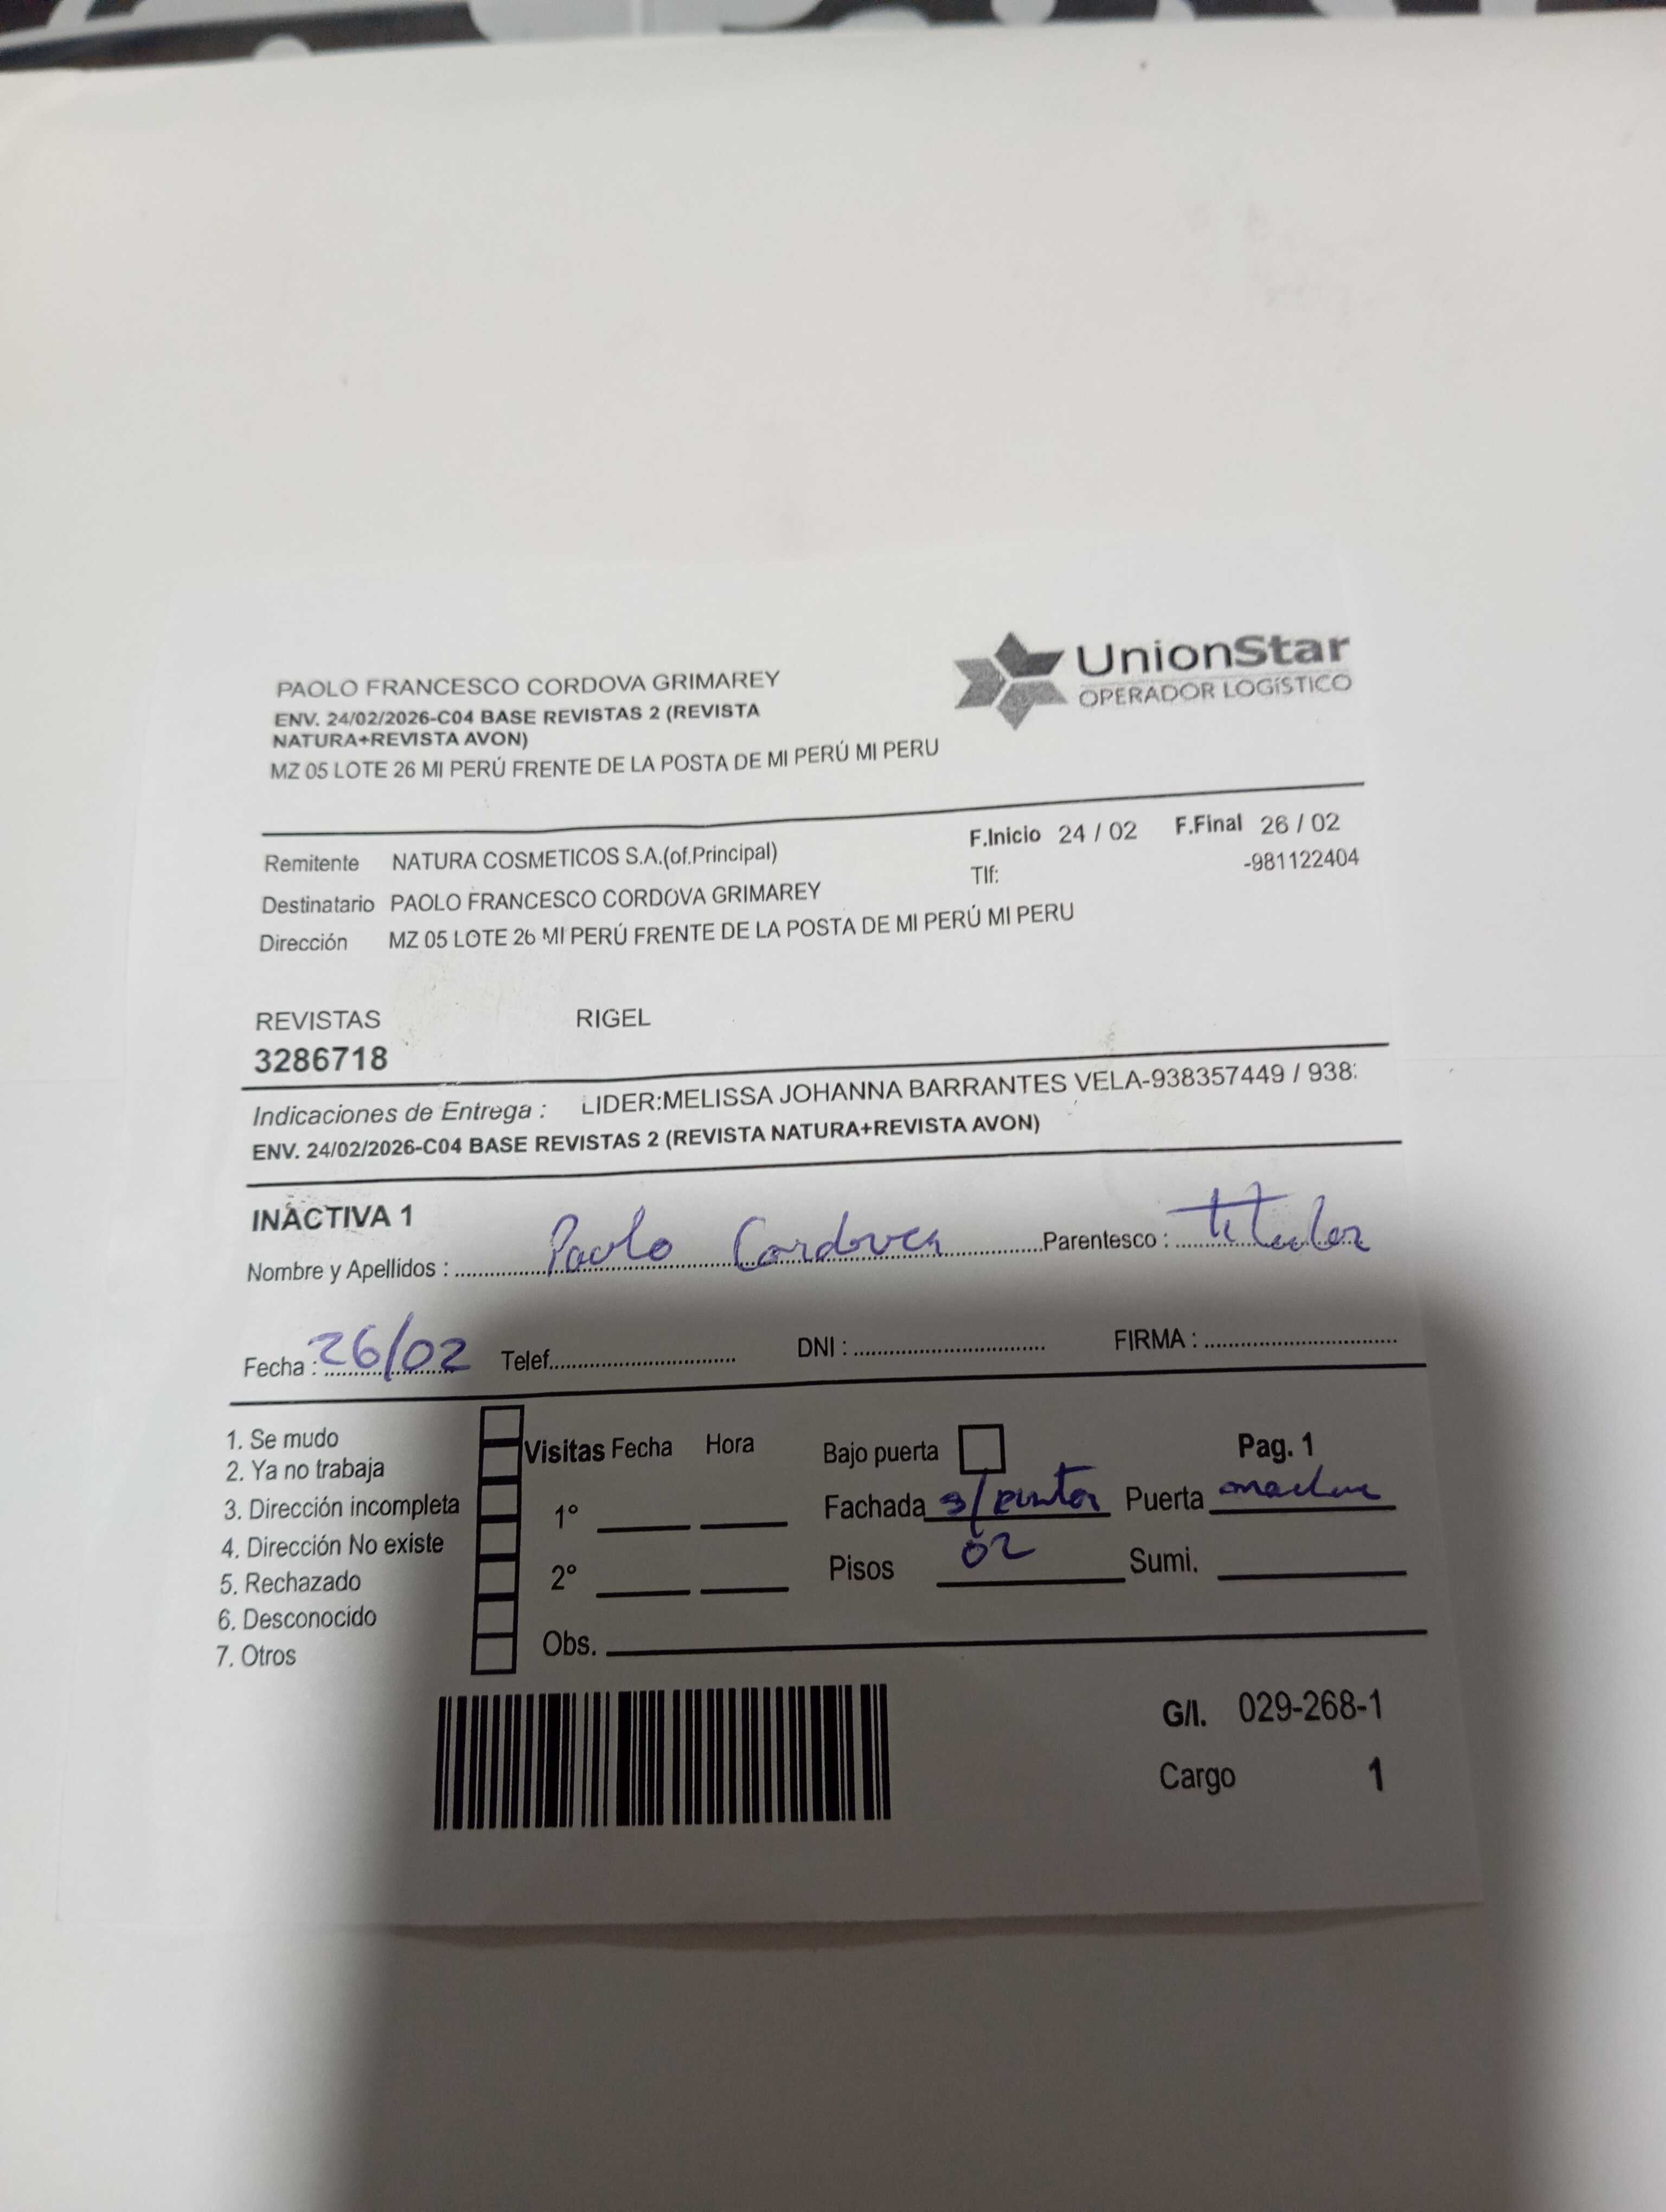 PAOLO FRANCESCO CORDOVA GRIMAREY
ENV. 24/02/2026-C04 BASE REVISTAS 2 (REVISTA
NATURA+REVISTA AVON)
MZ 05 LOTE 26 MI PERÚ FRENTE DE LA POSTA DE MI PERÚ MI PERU
UnionStar
OPERADOR LOGÍSTICO
Remitente NATURA COSMETICOS S.A.(of.Principal)
F.Inicio 24 / 02 F.Final 26 / 02
Destinatario PAOLO FRANCESCO CORDOVA GRIMAREY
Tlf: -981122404
Dirección MZ 05 LOTE 26 MI PERÚ FRENTE DE LA POSTA DE MI PERÚ MI PERU
REVISTAS RIGEL
3286718
Indicaciones de Entrega : LIDER:MELISSA JOHANNA BARRANTES VELA-938357449 / 938
ENV. 24/02/2026-C04 BASE REVISTAS 2 (REVISTA NATURA+REVISTA AVON)
INACTIVA 1
Nombre y Apellidos : Paolo Cordova Parentesco : titular
Fecha : 26/02 Telef. DNI : FIRMA :
1. Se mudo
2. Ya no trabaja
3. Dirección incompleta
4. Dirección No existe
5. Rechazado
6. Desconocido
7. Otros
Visitas Fecha Hora
1°
2°
Obs.
Bajo puerta Pag. 1
Fachada s/pintar Puerta
Pisos 02 Sumi.
G/I. 029-268-1
Cargo 1